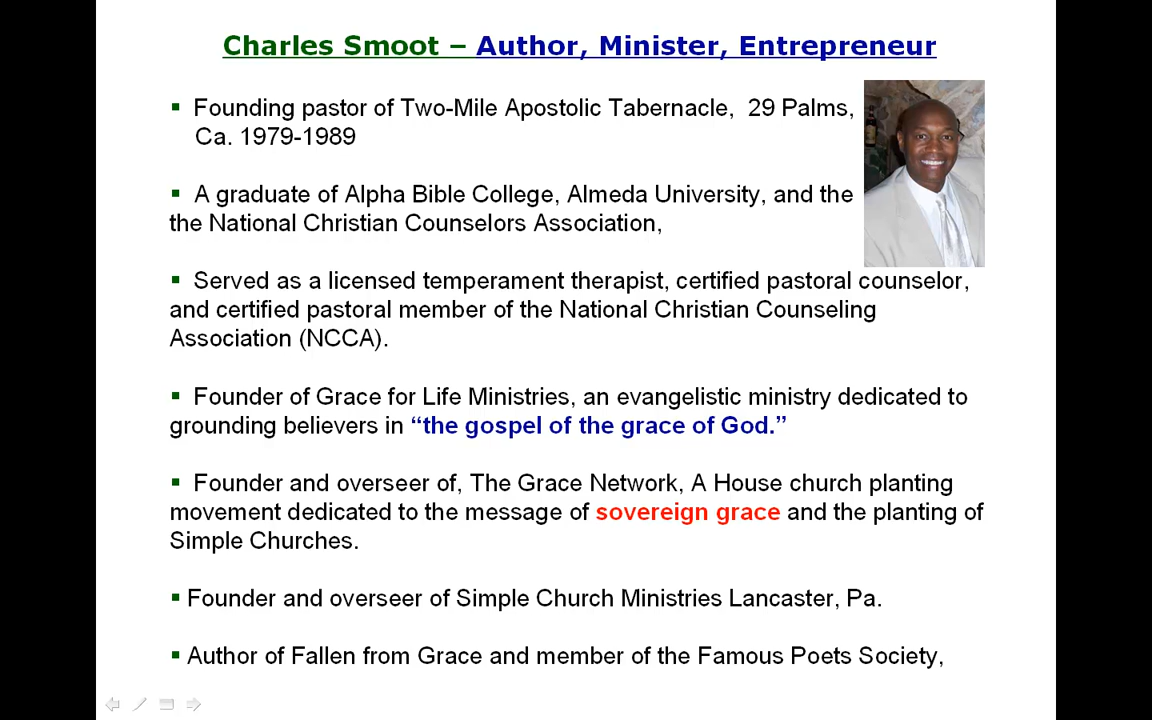 Charles Smoot – Author, Minister, Entrepreneur
▪ Founding pastor of Two-Mile Apostolic Tabernacle, 29 Palms,
Ca. 1979-1989
▪ A graduate of Alpha Bible College, Almeda University, and the
the National Christian Counselors Association,
▪ Served as a licensed temperament therapist, certified pastoral counselor,
and certified pastoral member of the National Christian Counseling
Association (NCCA).
▪ Founder of Grace for Life Ministries, an evangelistic ministry dedicated to
grounding believers in “the gospel of the grace of God.”
▪ Founder and overseer of, The Grace Network, A House church planting
movement dedicated to the message of sovereign grace and the planting of
Simple Churches.
▪ Founder and overseer of Simple Church Ministries Lancaster, Pa.
▪ Author of Fallen from Grace and member of the Famous Poets Society,